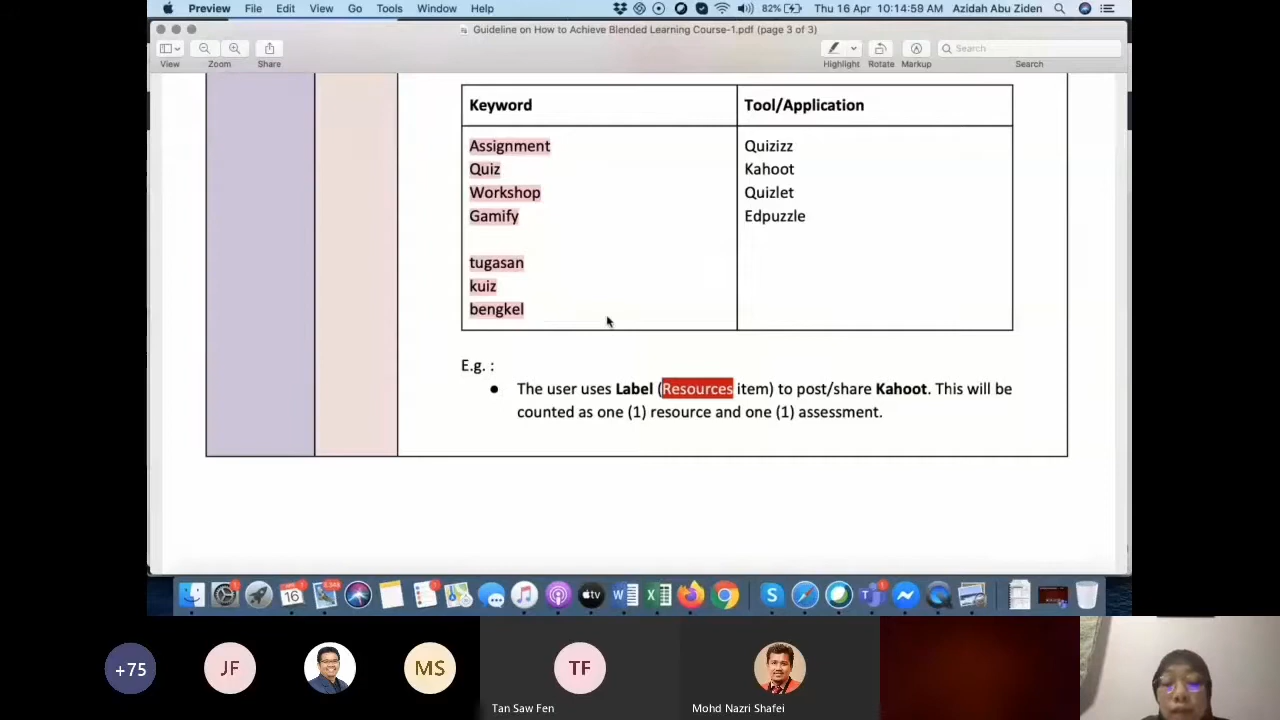 Preview File Edit View Go Tools Window Help 82% Thu 16 Apr 10:14:59 AM Azidah Abu Ziden
Guideline on How to Achieve Blended Learning Course-1.pdf (page 3 of 3)
Search
View Zoom Share Highlight Rotate Markup Search
Keyword Tool/Application
Assignment Quizizz
Quiz Kahoot
Workshop Quizlet
Gamify Edpuzzle
tugasan
kuiz
bengkel
E.g. :
The user uses Label (Resources item) to post/share Kahoot. This will be
counted as one (1) resource and one (1) assessment.
16 tv
+75 JF MS TF
Tan Saw Fen Mohd Nazri Shafei